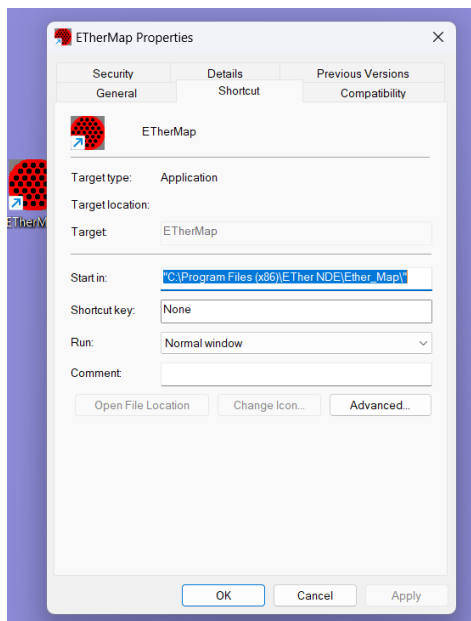 ETherMap Properties
Security Details Previous Versions
General Shortcut Compatibility
ETherMap
Target type: Application
Target location:
Target: ETherMap
Start in: "C:\Program Files (x86)\ETher NDE\Ether_Map\"
Shortcut key: None
Run: Normal window
Comment:
Open File Location Change Icon... Advanced...
OK Cancel Apply
ETherM